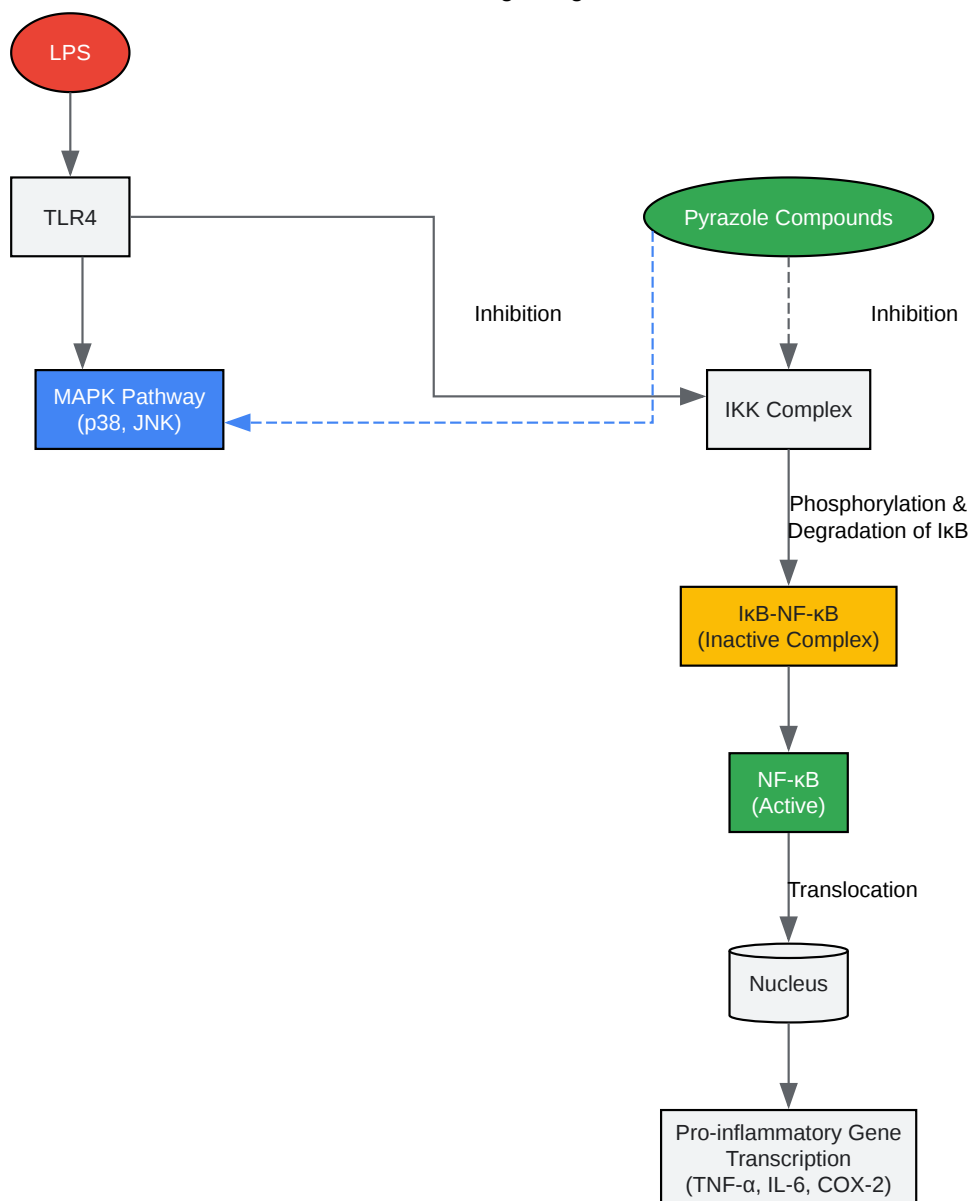 LPS
TLR4
Pyrazole Compounds
Inhibition
Inhibition
MAPK Pathway
(p38, JNK)
IKK Complex
Phosphorylation &
Degradation of IκB
IκB-NF-κB
(Inactive Complex)
NF-κB
(Active)
Translocation
Nucleus
Pro-inflammatory Gene
Transcription
(TNF-α, IL-6, COX-2)